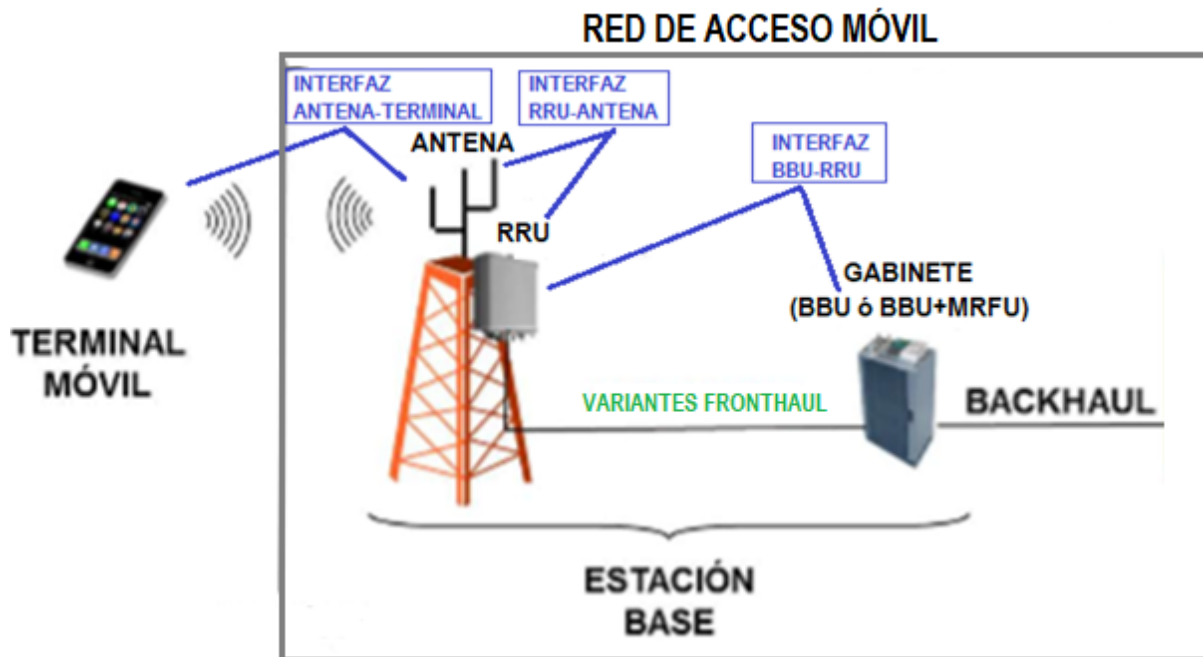 RED DE ACCESO MÓVIL
INTERFAZ
ANTENA-TERMINAL
INTERFAZ
RRU-ANTENA
ANTENA
INTERFAZ
BBU-RRU
RRU
GABINETE
(BBU ó BBU+MRFU)
TERMINAL
MÓVIL
VARIANTES FRONTHAUL
BACKHAUL
ESTACIÓN
BASE